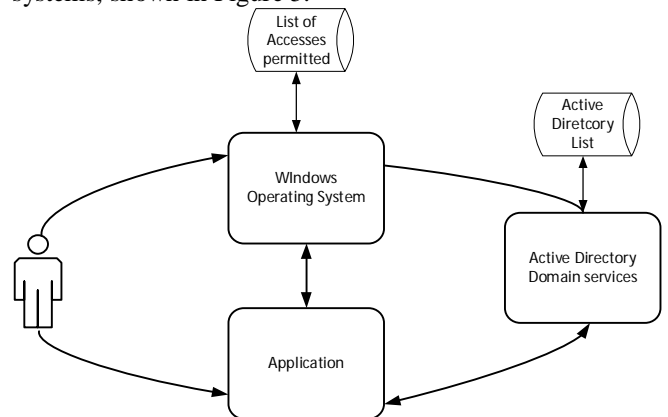 systems, shown in Figure 3.
List of
Accesses
permitted
Active
Diretcory
List
WIndows
Operating System
Active Directory
Domain services
Application